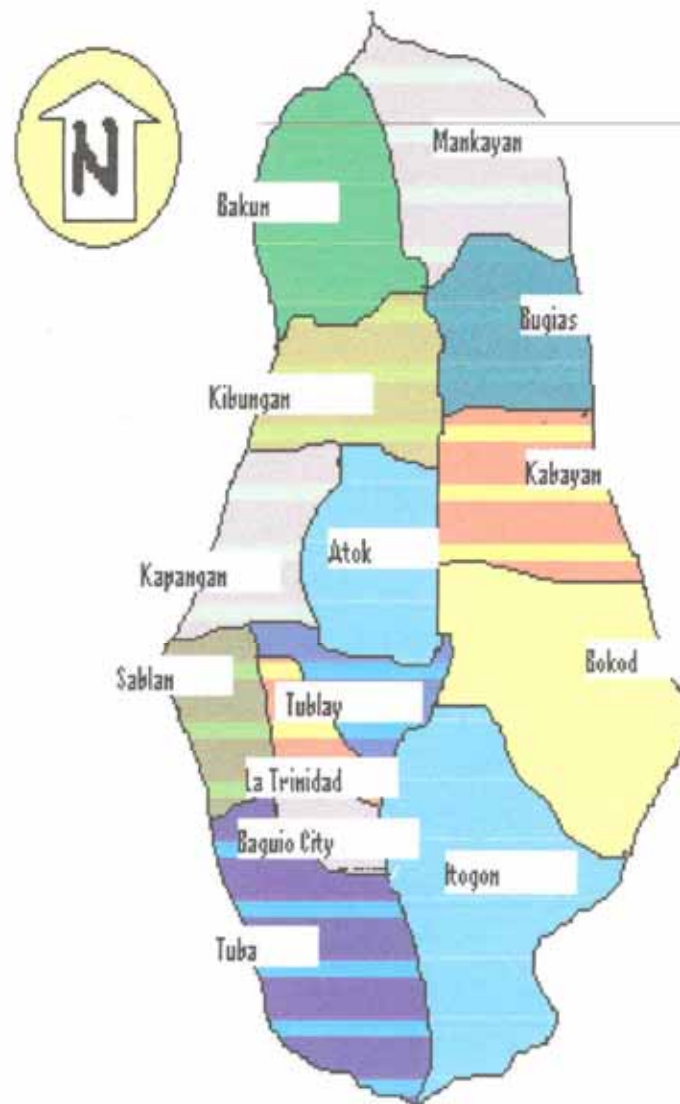 N
Mankayan
Bakun
Bugias
Kibungan
Kabayan
Atok
Kapangan
Bokod
Sablan
Tublay
La Trinidad
Baguio City
Itogon
Tuba